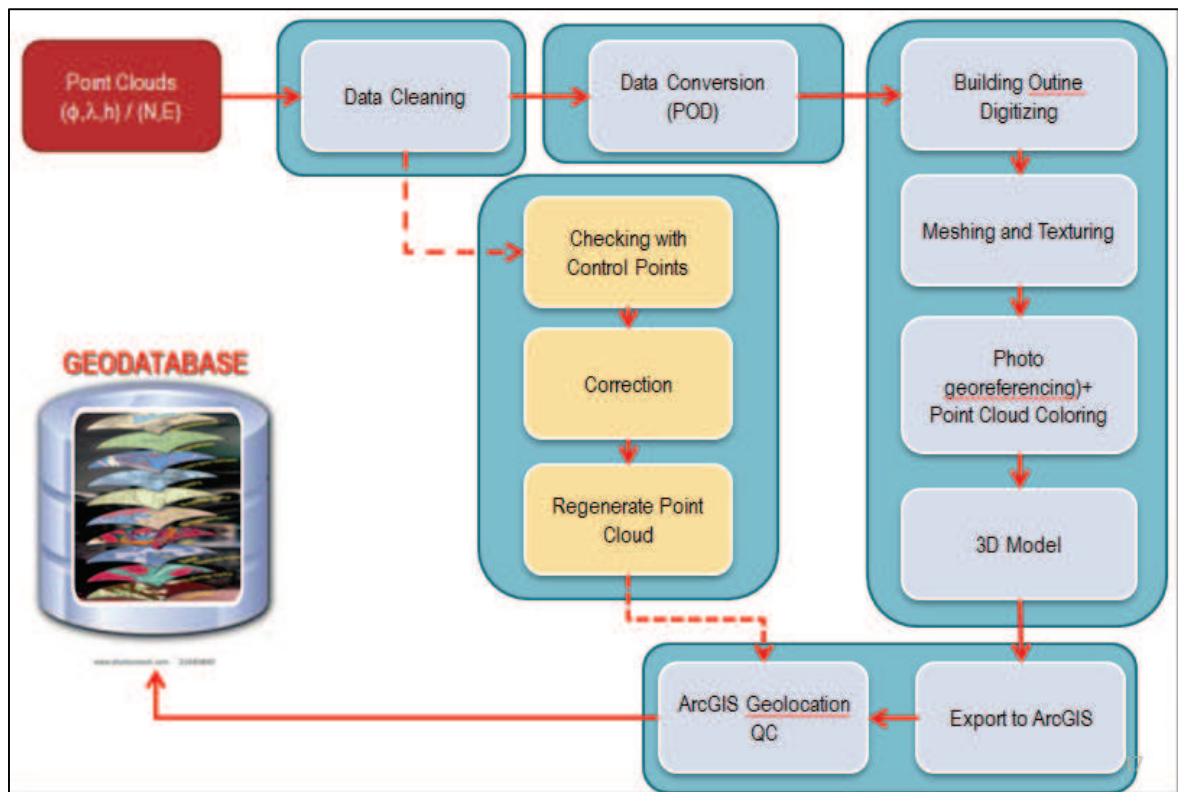 Point Clouds
(ϕ,λ,h) / (N,E)
Data Cleaning
Data Conversion
(POD)
Building Outine
Digitizing
Checking with
Control Points
Meshing and Texturing
Correction
Photo
georeferencing)+
Point Cloud Coloring
Regenerate Point
Cloud
3D Model
GEODATABASE
ArcGIS Geolocation
QC
Export to ArcGIS
17